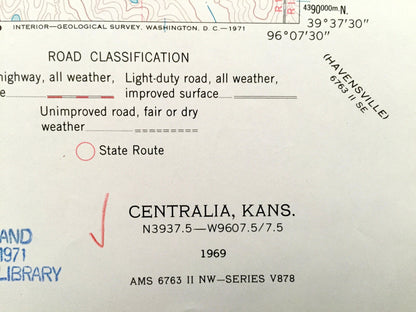 INTERIOR—GEOLOGICAL SURVEY, WASHINGTON, D. C.—1971
4390000m. N.
39°37'30"
96°07'30"
ROAD CLASSIFICATION
highway, all weather,
Light-duty road, all weather,
improved surface
Unimproved road, fair or dry
weather
State Route
(HAVENSVILLE)
6763 II SE
CENTRALIA, KANS.
N3937.5—W9607.5/7.5
1969
AMS 6763 II NW—SERIES V878
AND
1971
LIBRARY